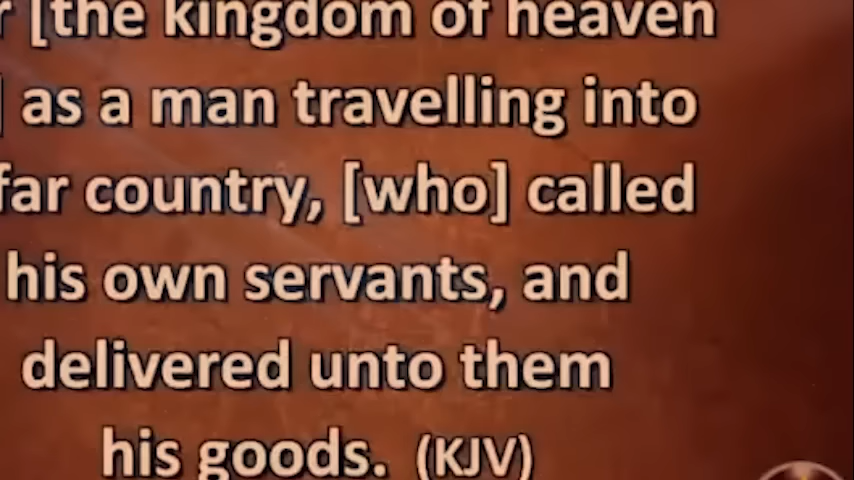 r [the kingdom of heaven
] as a man travelling into
far country, [who] called
his own servants, and
delivered unto them
his goods. (KJV)